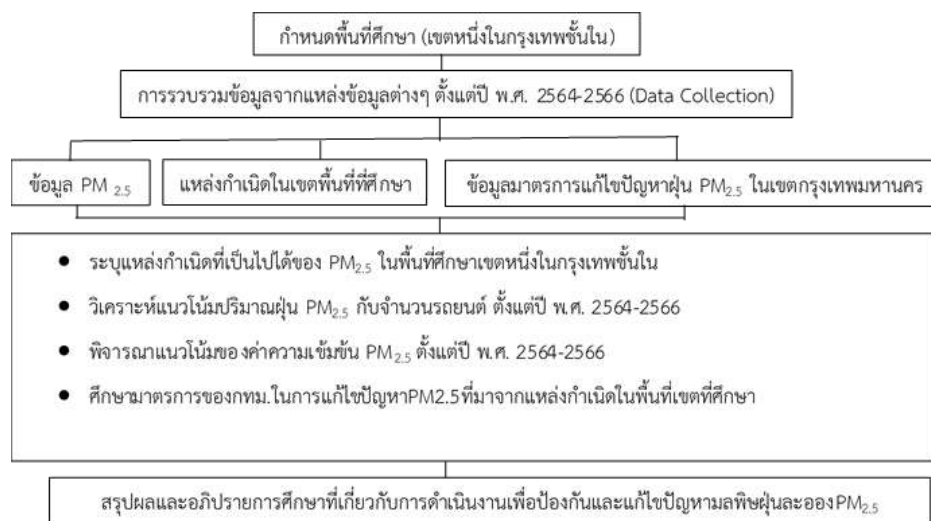 กำหนดพื้นที่ศึกษา (เขตหนึ่งในกรุงเทพชั้นใน)
การรวบรวมข้อมูลจากแหล่งข้อมูลต่างๆ ตั้งแต่ปี พ.ศ. 2564-2566 (Data Collection)
ข้อมูล PM 2.5 แหล่งกำเนิดในเขตพื้นที่ที่ศึกษา ข้อมูลมาตรการแก้ไขปัญหาฝุ่น PM2.5 ในเขตกรุงเทพมหานคร
● ระบุแหล่งกำเนิดที่เป็นไปได้ของ PM2.5 ในพื้นที่ศึกษาเขตหนึ่งในกรุงเทพชั้นใน
● วิเคราะห์แนวโน้มปริมาณฝุ่น PM2.5 กับจำนวนรถยนต์ ตั้งแต่ปี พ.ศ. 2564-2566
● พิจารณาแนวโน้มของค่าความเข้มข้น PM2.5 ตั้งแต่ปี พ.ศ. 2564-2566
● ศึกษามาตรการของกทม.ในการแก้ไขปัญหาPM2.5ที่มาจากแหล่งกำเนิดในพื้นที่เขตที่ศึกษา
สรุปผลและอภิปรายการศึกษาที่เกี่ยวกับการดำเนินงานเพื่อป้องกันและแก้ไขปัญหามลพิษฝุ่นละอองPM2.5